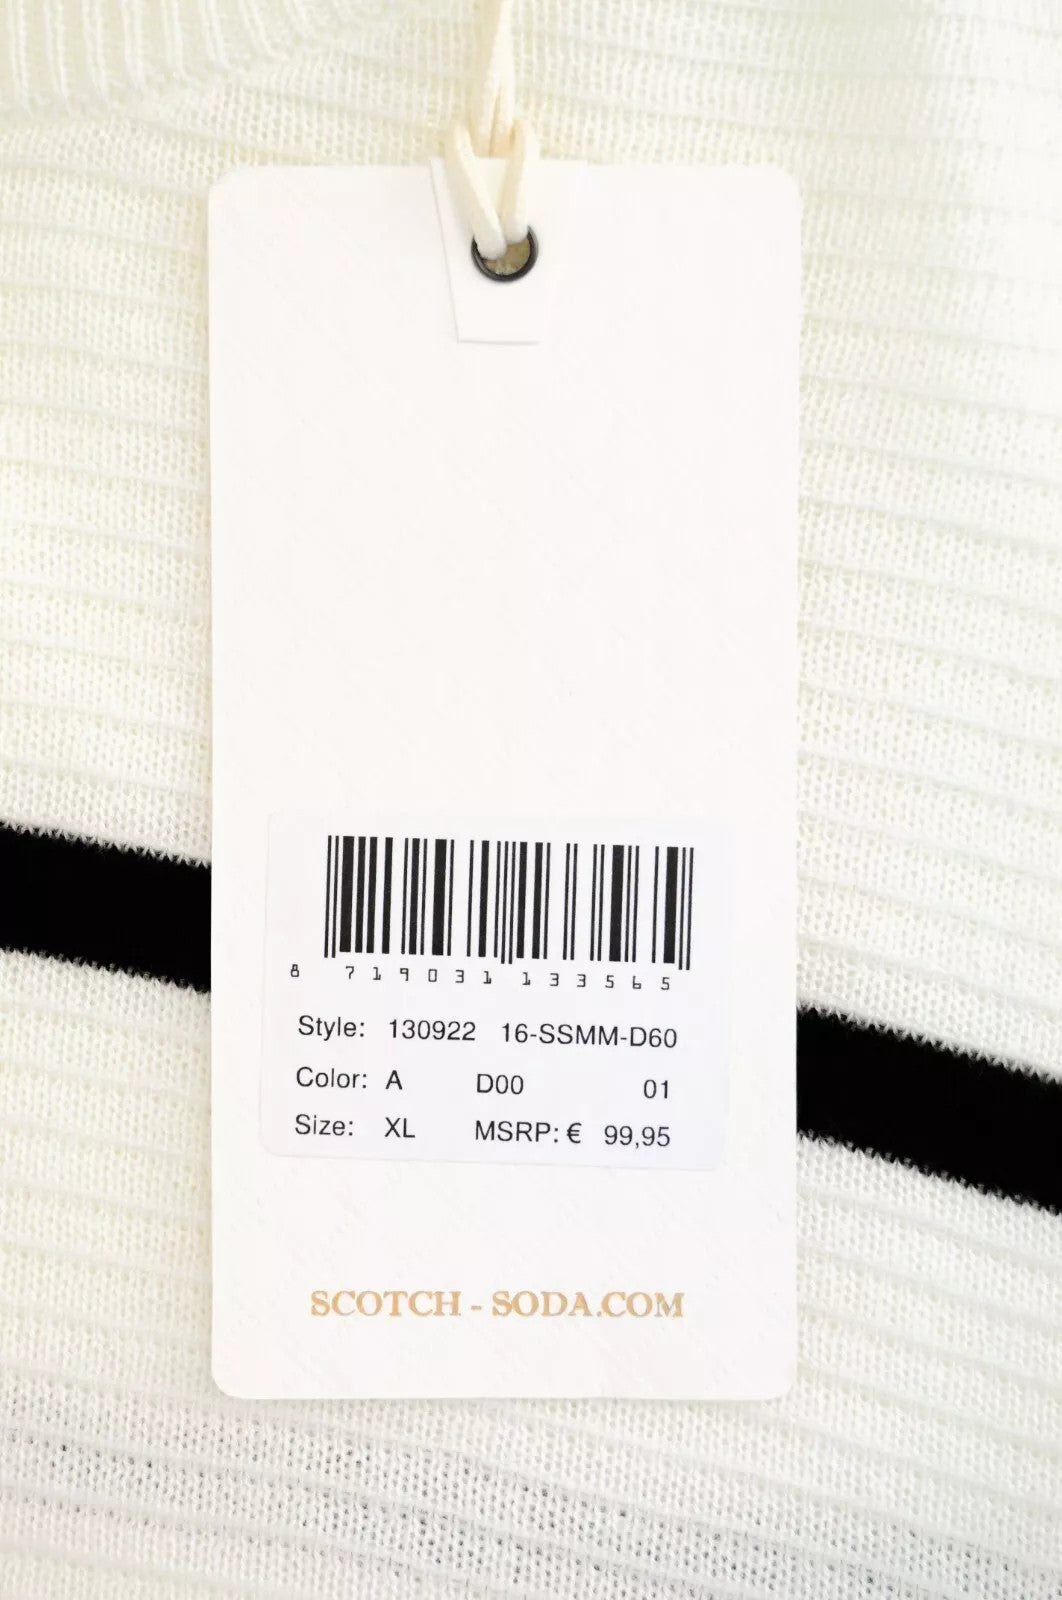 8 719031 133565
Style: 130922 16-SSMM-D60
Color: A D00 01
Size: XL MSRP: € 99,95
SCOTCH - SODA.COM